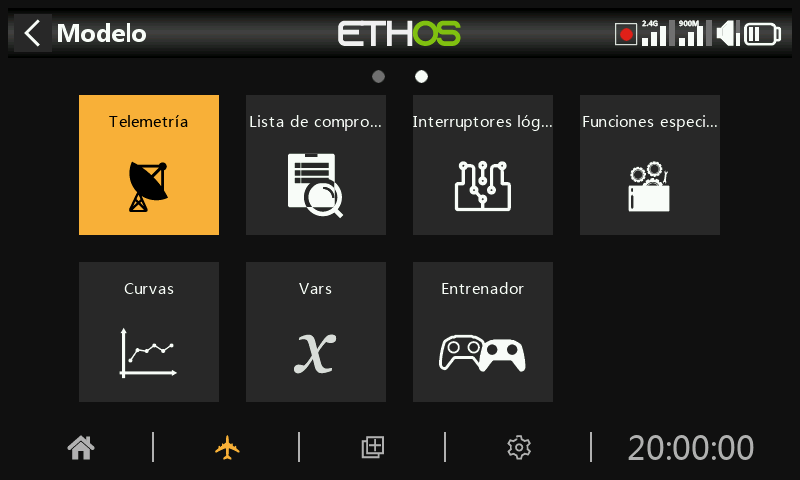 Modelo
ETHOS
2.4G
900M
Telemetría
Lista de compro...
Interruptores lóg...
Funciones especi...
Curvas
Vars
Entrenador
20:00:00